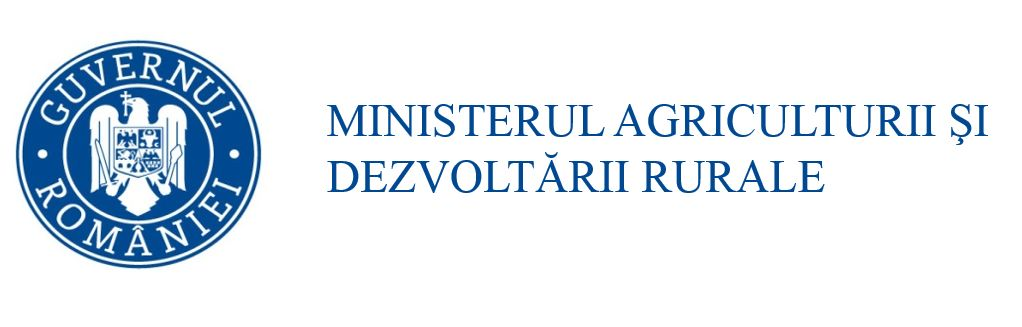 GUVERNUL
ROMÂNIEI
MINISTERUL AGRICULTURII ŞI
DEZVOLTĂRII RURALE